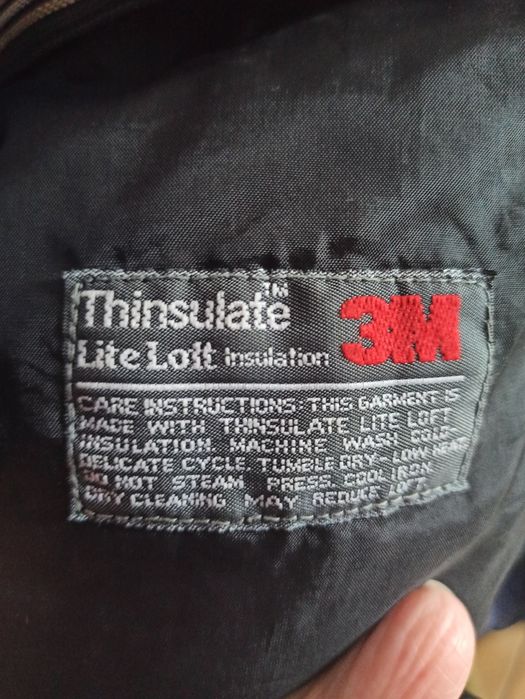 Thinsulate™ 3M
Lite Loft insulation
CARE INSTRUCTIONS: THIS GARMENT IS
MADE WITH THINSULATE LITE LOFT
INSULATION. MACHINE WASH COLD
DELICATE CYCLE. TUMBLE DRY, LOW HEAT
DO NOT STEAM PRESS. COOL IRON
DRY CLEANING MAY REDUCE LOFT.